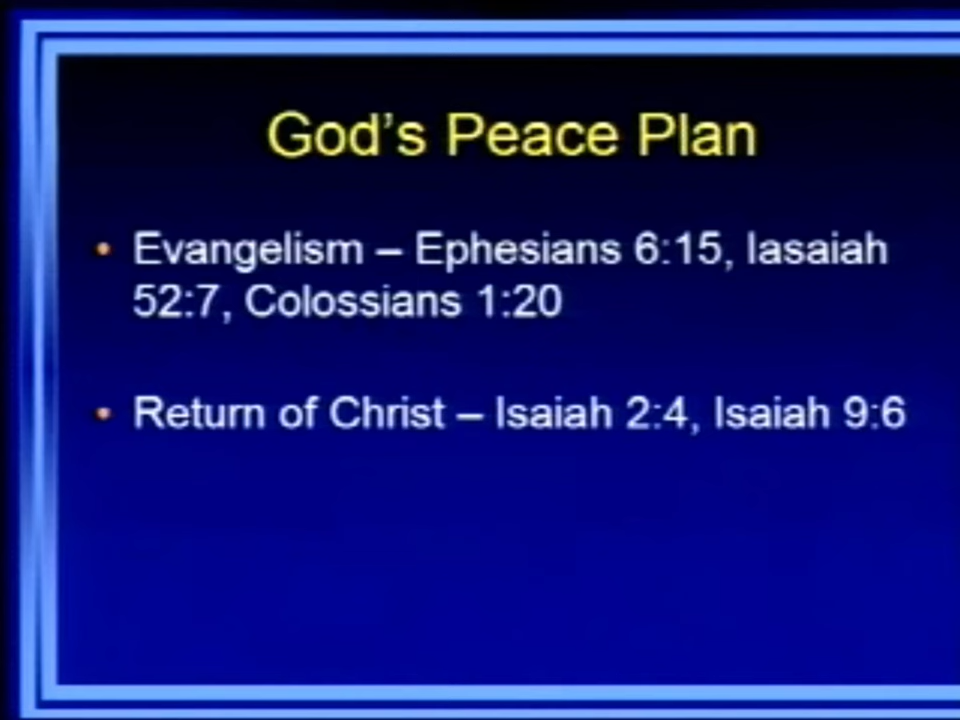 God's Peace Plan
• Evangelism – Ephesians 6:15, Iasaiah
52:7, Colossians 1:20
• Return of Christ – Isaiah 2:4, Isaiah 9:6